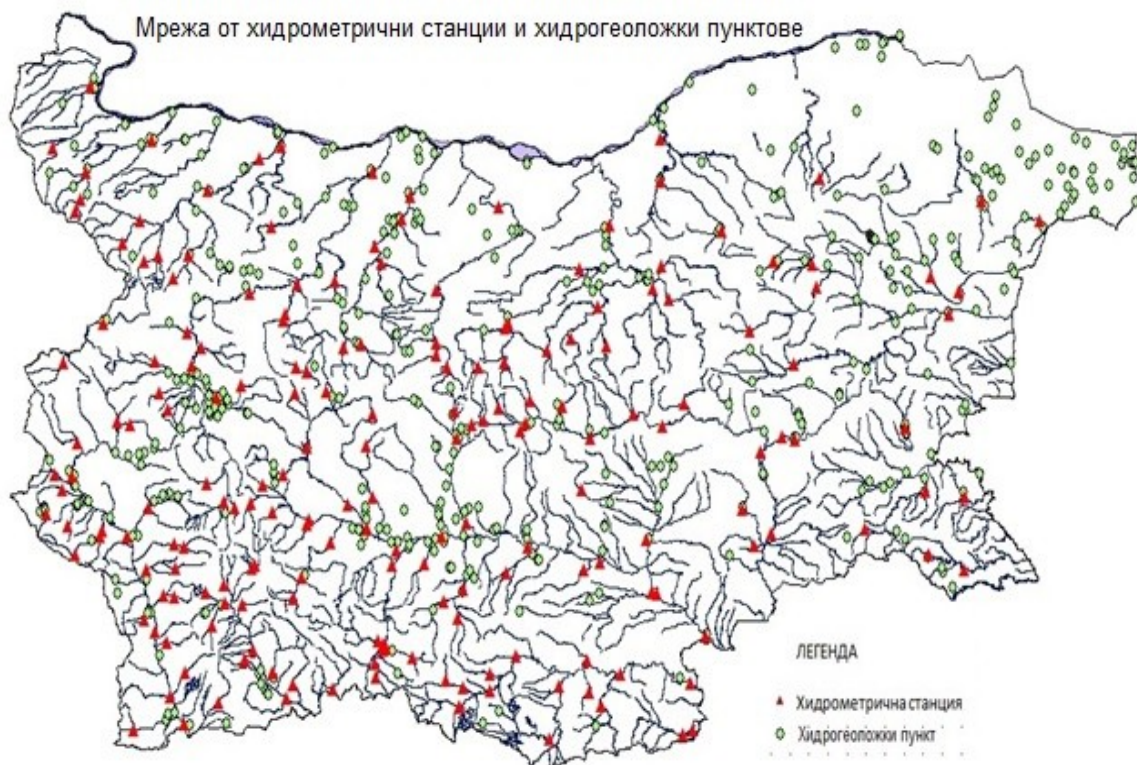 Мрежа от хидрометрични станции и хидрогеоложки пунктове
ЛЕГЕНДА
Хидрометрична станция
Хидрогеоложки пункт